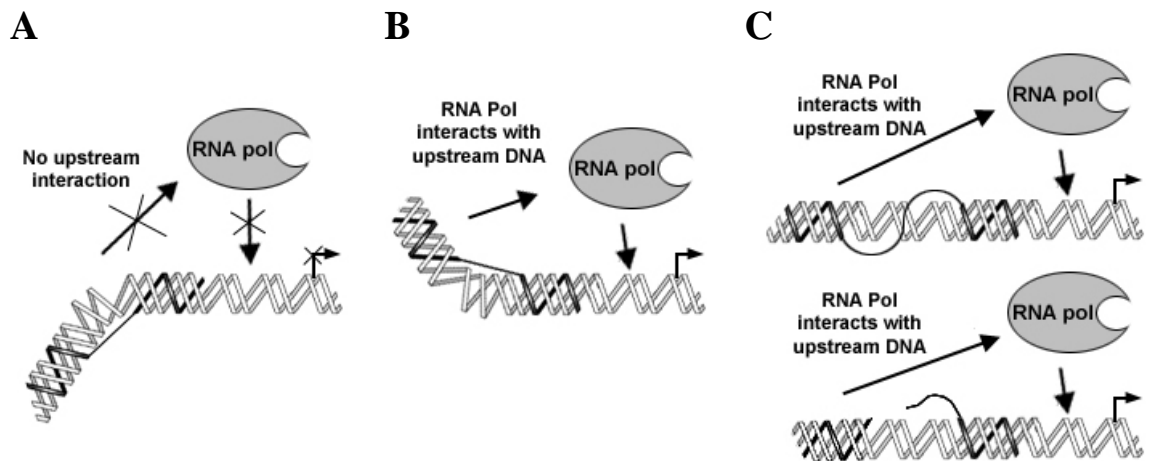 A
No upstream
interaction
RNA pol
B
RNA Pol
interacts with
upstream DNA
RNA pol
C
RNA Pol
interacts with
upstream DNA
RNA pol
RNA Pol
interacts with
upstream DNA
RNA pol